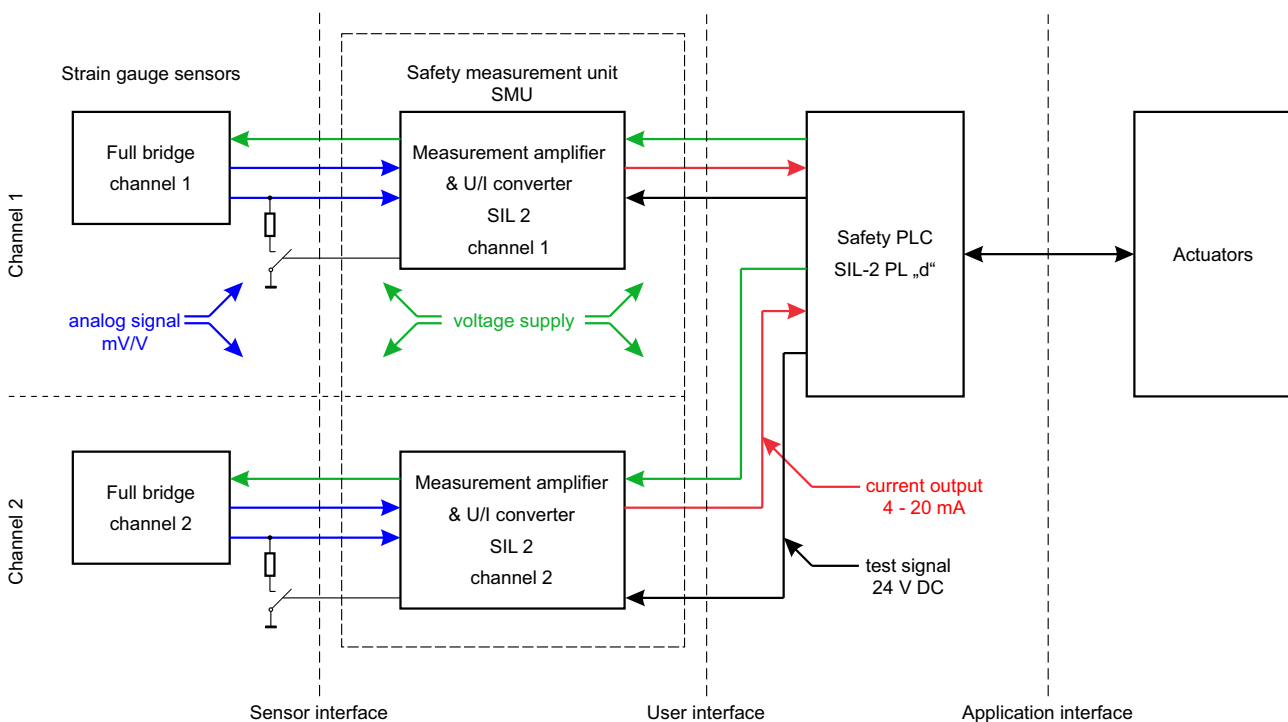 Strain gauge sensors
Safety measurement unit
SMU
Channel 1
Full bridge
channel 1
Measurement amplifier
& U/I converter
SIL 2
channel 1
Safety PLC
SIL-2 PL „d“
Actuators
analog signal
mV/V
voltage supply
Channel 2
Full bridge
channel 2
Measurement amplifier
& U/I converter
SIL 2
channel 2
current output
4 - 20 mA
test signal
24 V DC
Sensor interface
User interface
Application interface